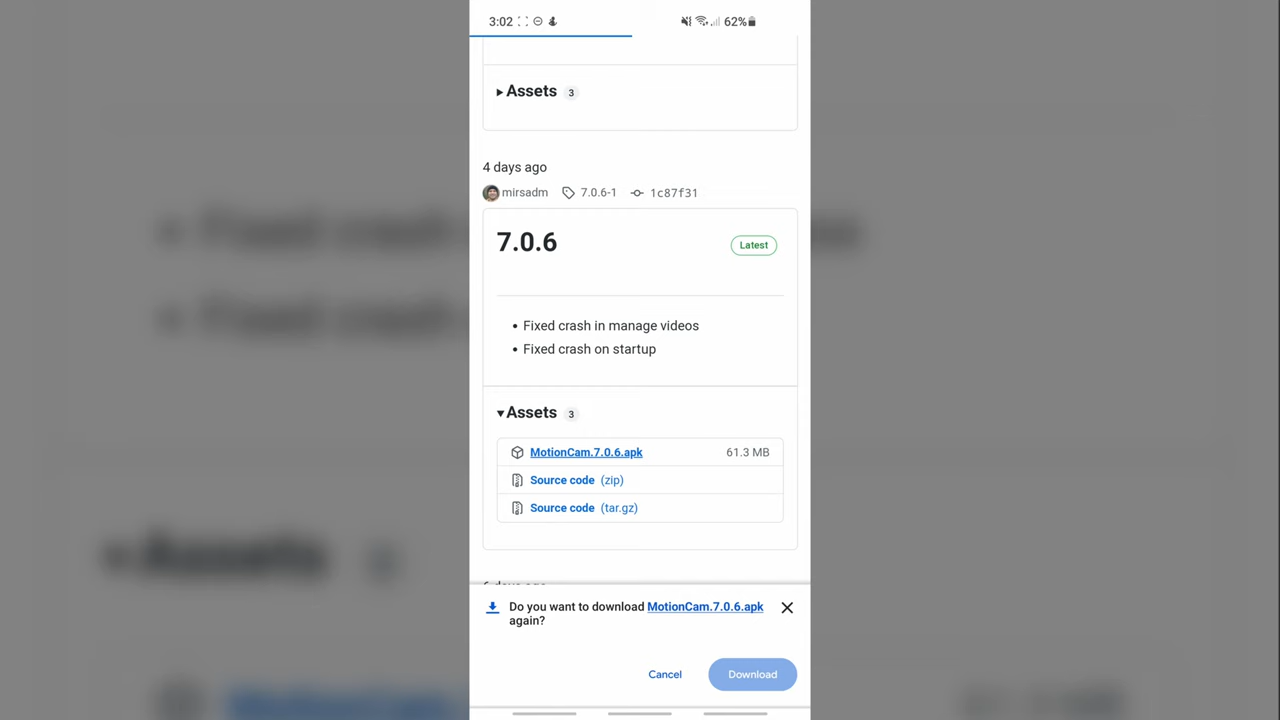 3:02 62%
Assets 3
4 days ago
mirsadm 7.0.6-1 1c87f31
7.0.6 Latest
• Fixed crash in manage videos
• Fixed crash on startup
Assets 3
MotionCam.7.0.6.apk 61.3 MB
Source code (zip)
Source code (tar.gz)
Do you want to download MotionCam.7.0.6.apk
again?
Cancel Download